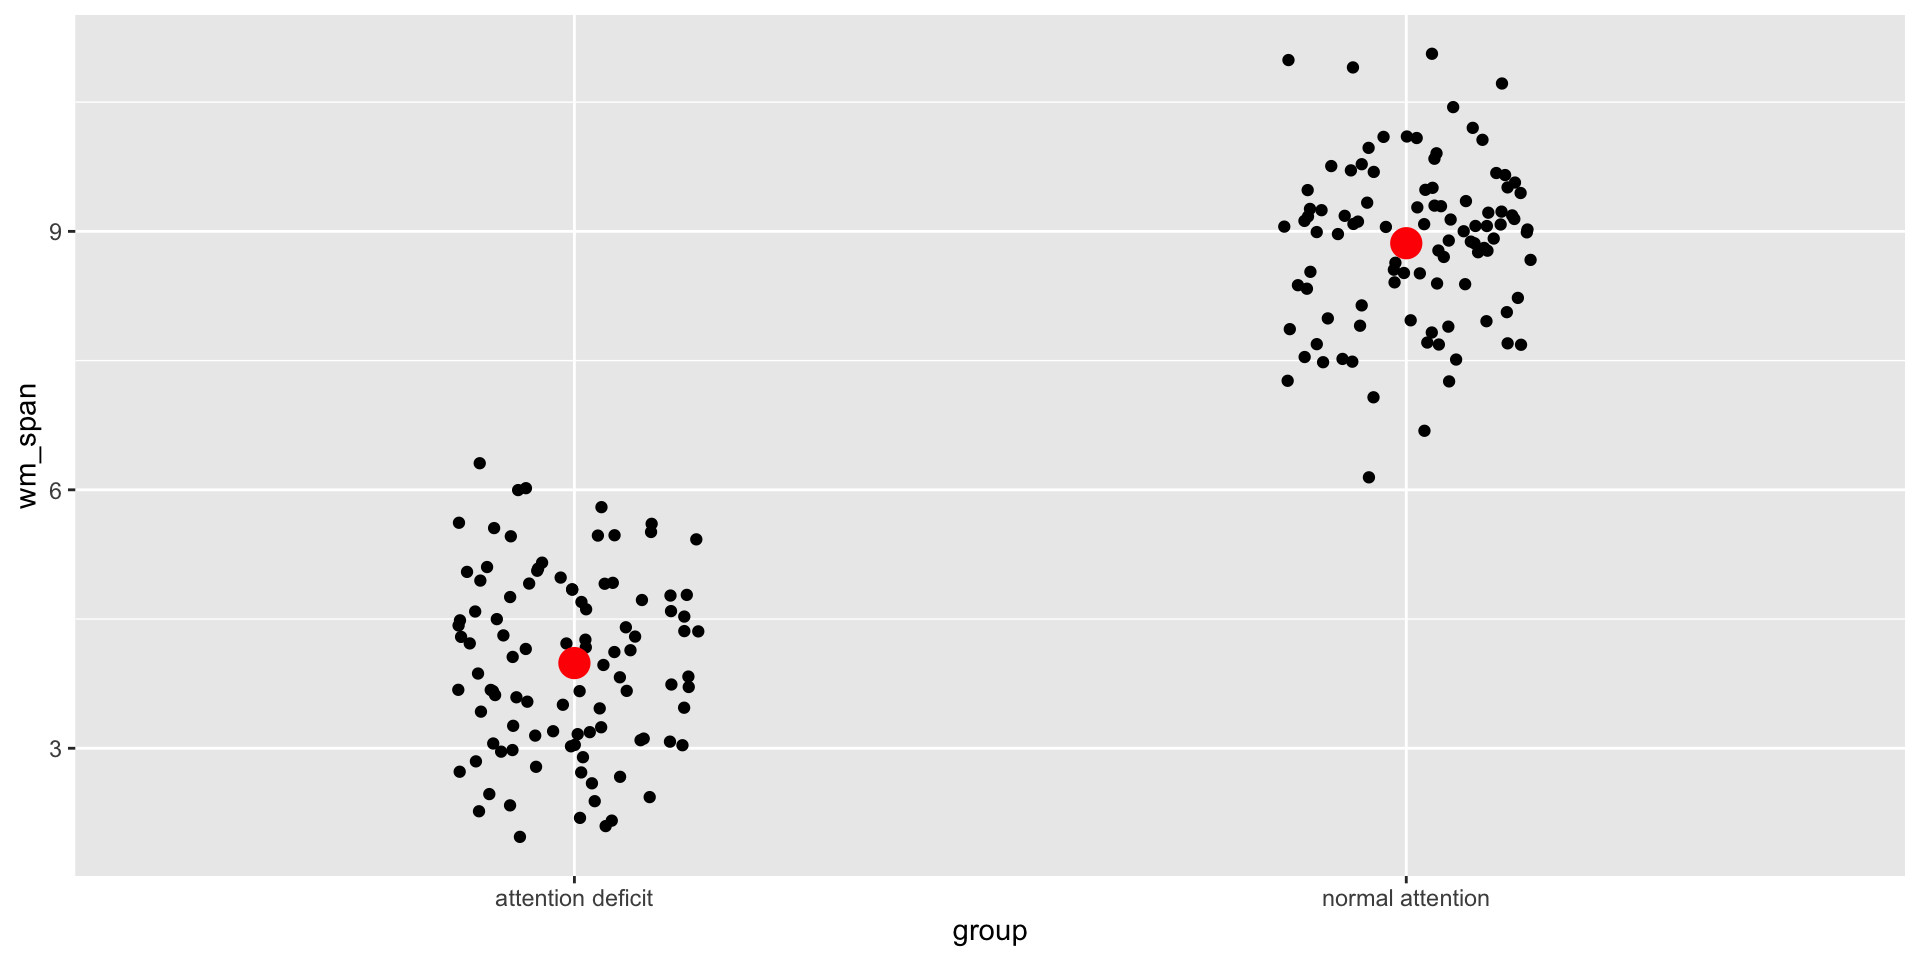 wm_span
9
6
3
attention deficit
normal attention
group